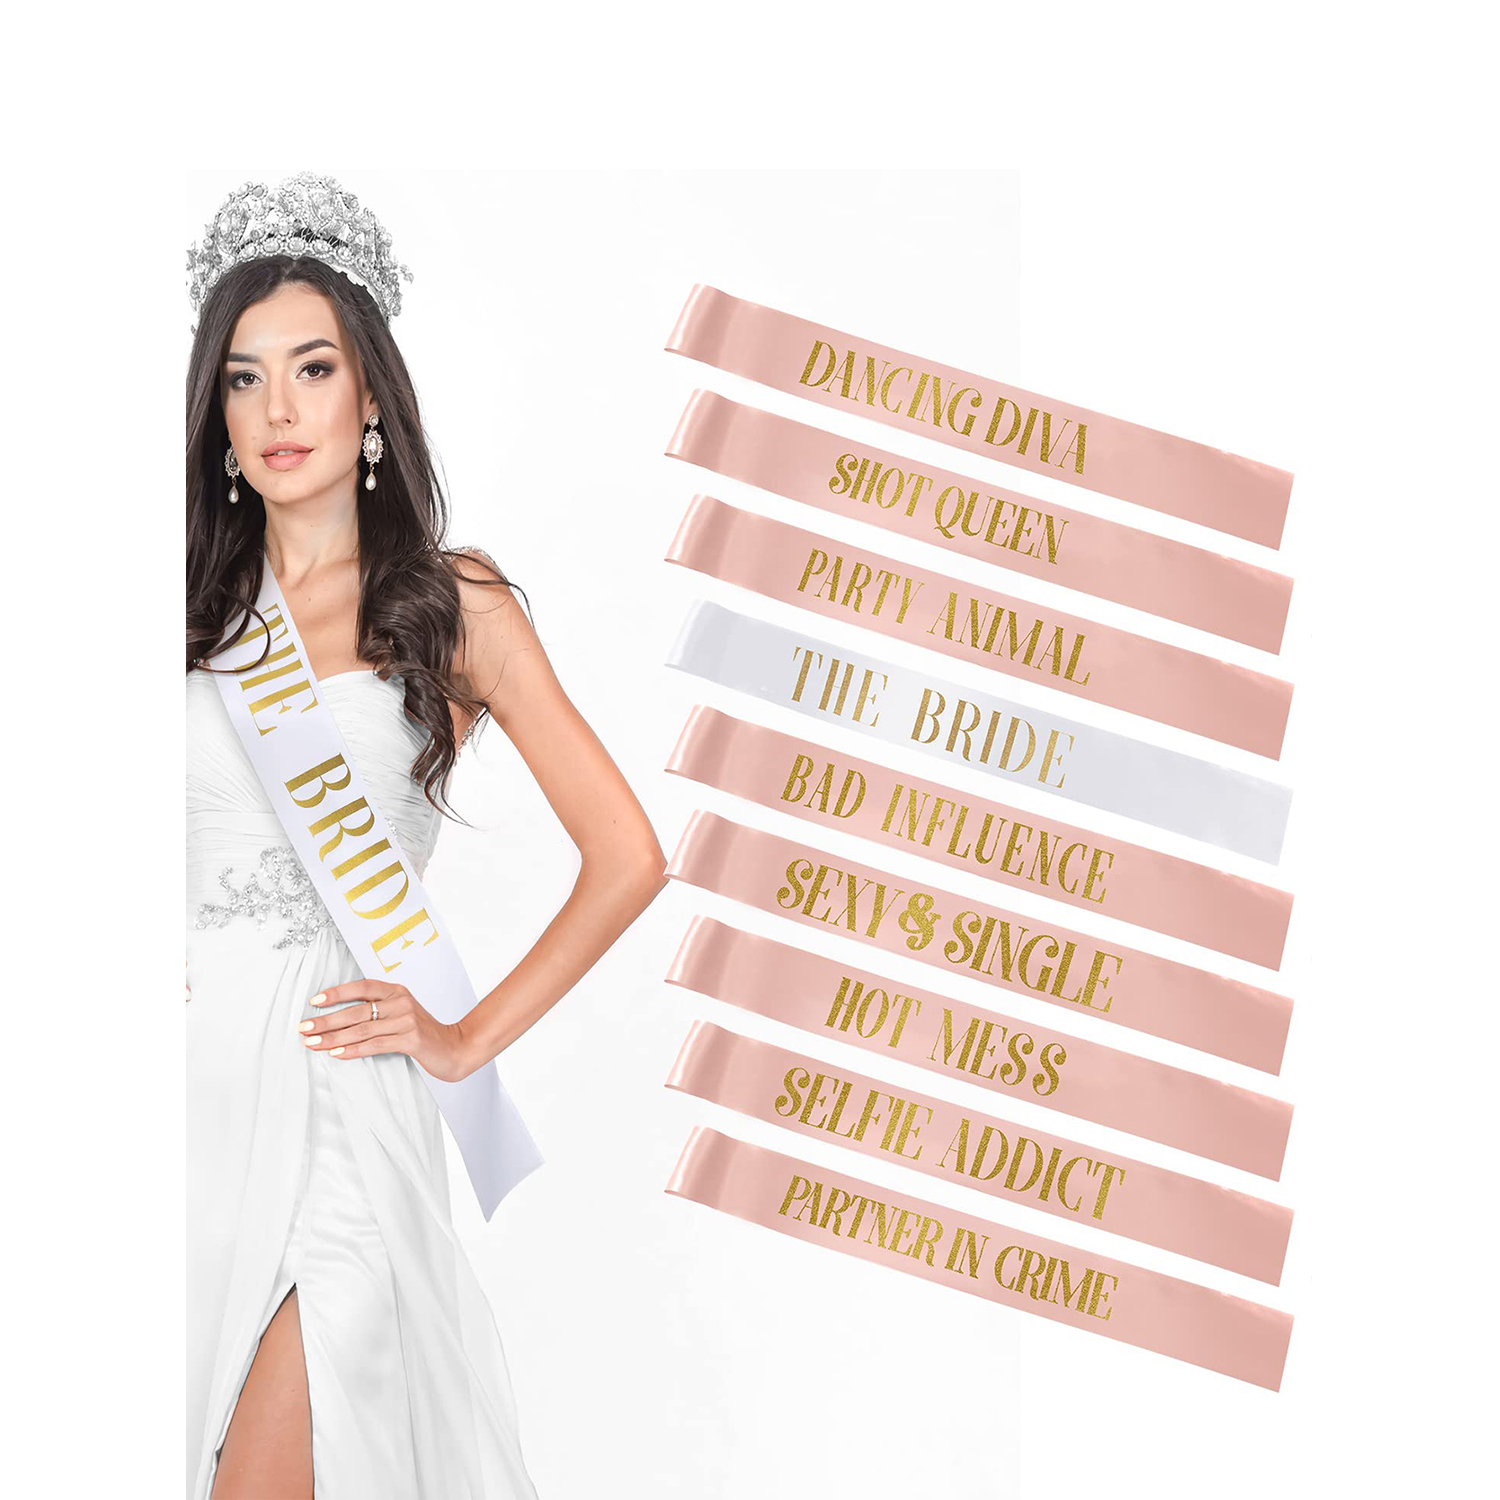 THE BRIDE
DANCING DIVA
SHOT QUEEN
PARTY ANIMAL
THE BRIDE
BAD INFLUENCE
SEXY & SINGLE
HOT MESS
SELFIE ADDICT
PARTNER IN CRIME